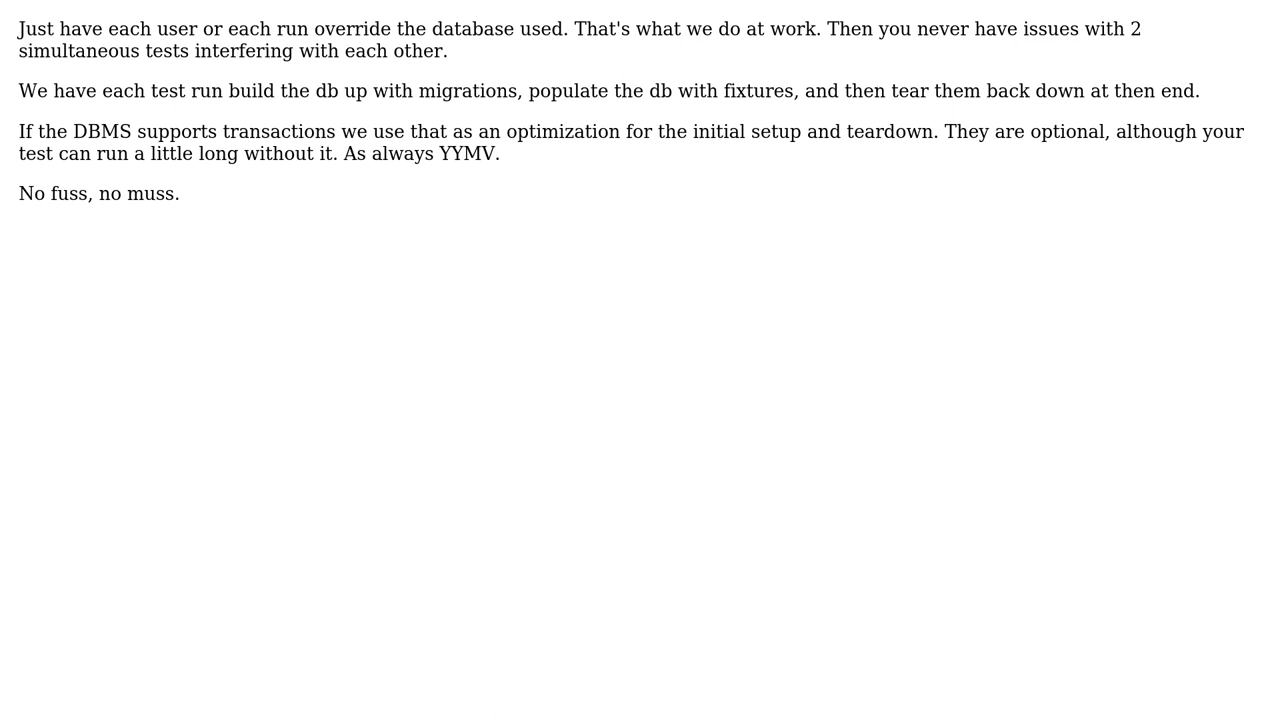 Just have each user or each run override the database used. That's what we do at work. Then you never have issues with 2
simultaneous tests interfering with each other.
We have each test run build the db up with migrations, populate the db with fixtures, and then tear them back down at then end.
If the DBMS supports transactions we use that as an optimization for the initial setup and teardown. They are optional, although your
test can run a little long without it. As always YYMV.
No fuss, no muss.